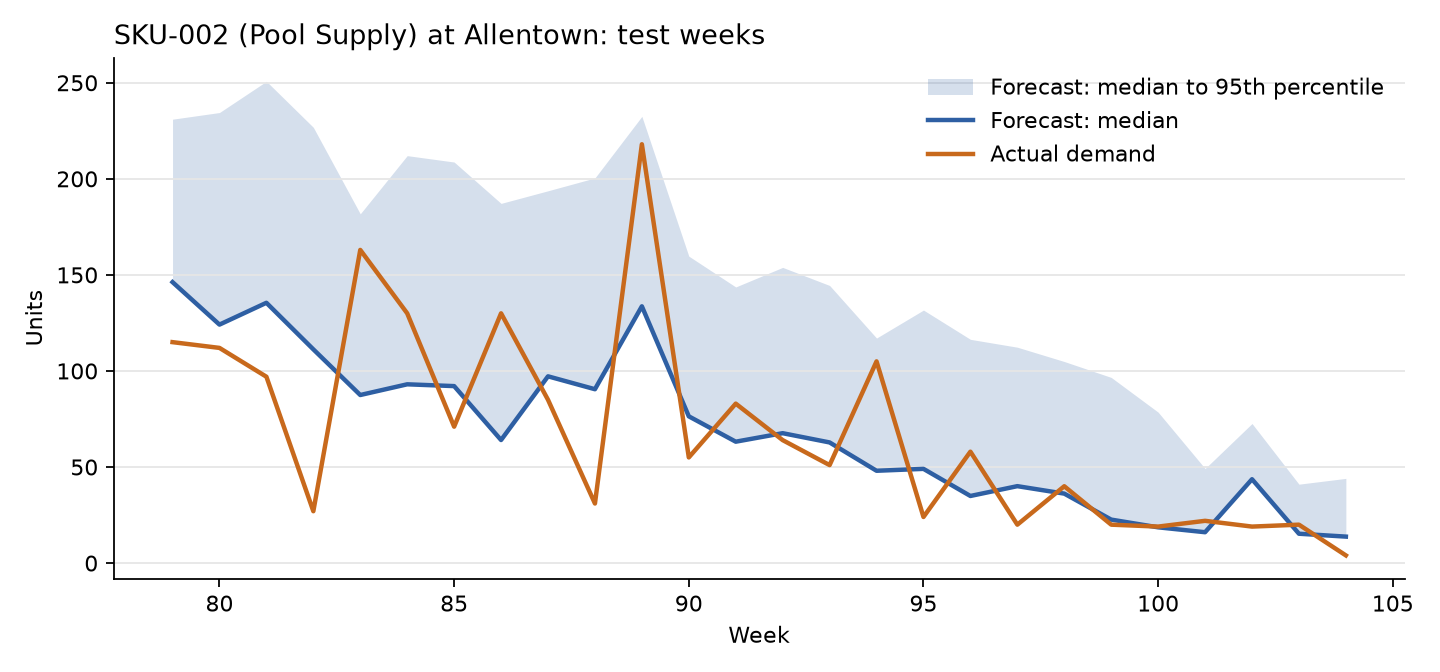 SKU-002 (Pool Supply) at Allentown: test weeks
Forecast: median to 95th percentile
Forecast: median
Actual demand
250
200
150
100
50
0
Units
80 85 90 95 100 105
Week